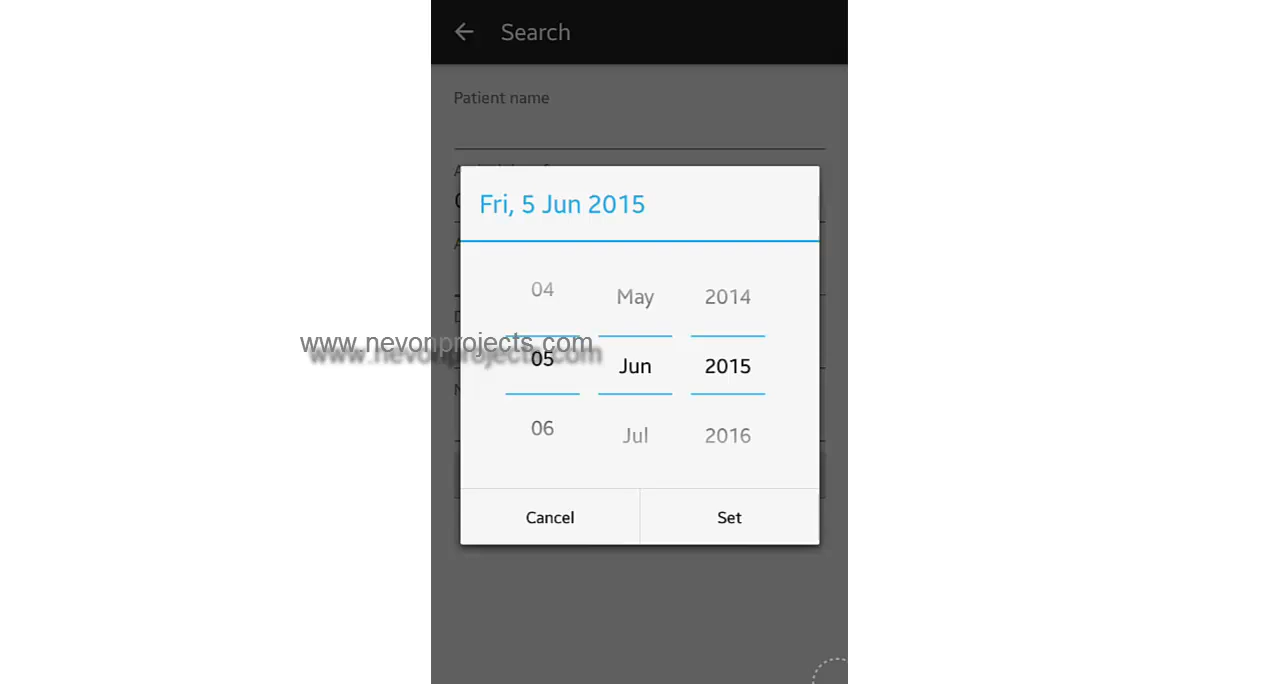 Search
Patient name
Fri, 5 Jun 2015
04 May 2014
www.nevonprojects.com
05 Jun 2015
06 Jul 2016
Cancel Set